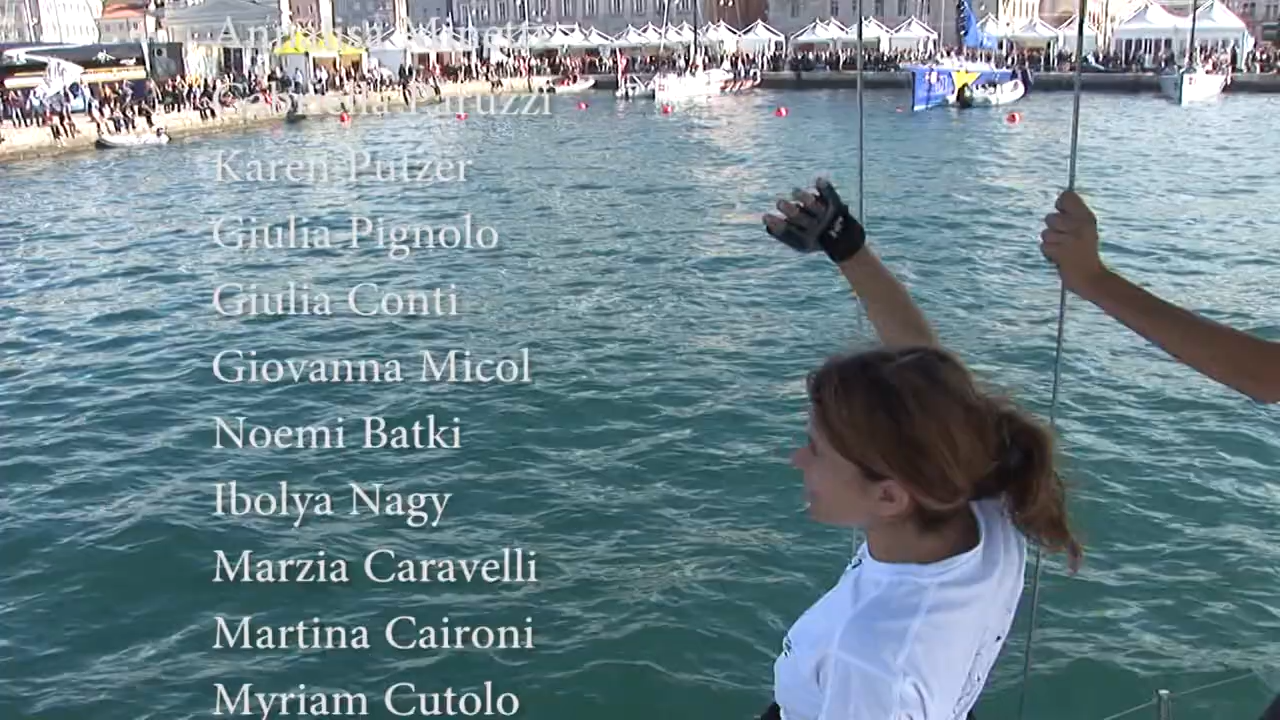 Karen Putzer
Giulia Pignolo
Giulia Conti
Giovanna Micol
Noemi Batki
Ibolya Nagy
Marzia Caravelli
Martina Caironi
Myriam Cutolo